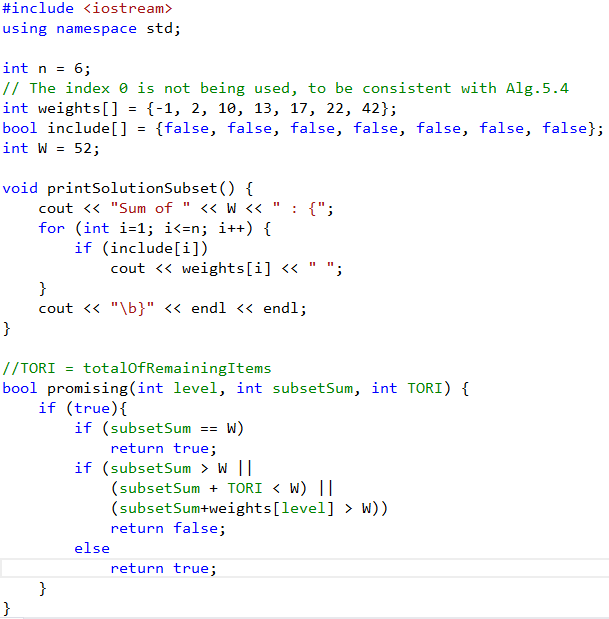 #include <iostream>
using namespace std;

int n = 6;
// The index 0 is not being used, to be consistent with Alg.5.4
int weights[] = {-1, 2, 10, 13, 17, 22, 42};
bool include[] = {false, false, false, false, false, false, false};
int W = 52;

void printSolutionSubset() {
    cout << "Sum of " << W << " : {";
    for (int i=1; i<=n; i++) {
        if (include[i])
            cout << weights[i] << " ";
    }
    cout << "\b}" << endl << endl;
}

//TORI = totalOfRemainingItems
bool promising(int level, int subsetSum, int TORI) {
    if (true){
        if (subsetSum == W)
            return true;
        if (subsetSum > W ||
            (subsetSum + TORI < W) ||
            (subsetSum+weights[level] > W))
            return false;
        else
            return true;
    }
}